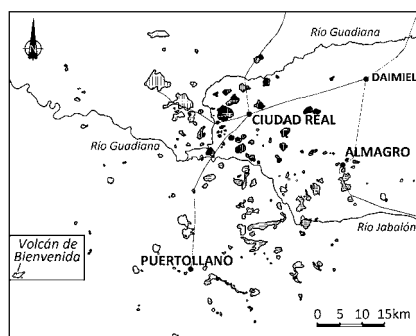 N
Río Guadiana
DAIMIEL
CIUDAD REAL
Río Guadiana
ALMAGRO
Río Jabalón
Volcán de
Bienvenida
PUERTOLLANO
0 5 10 15km